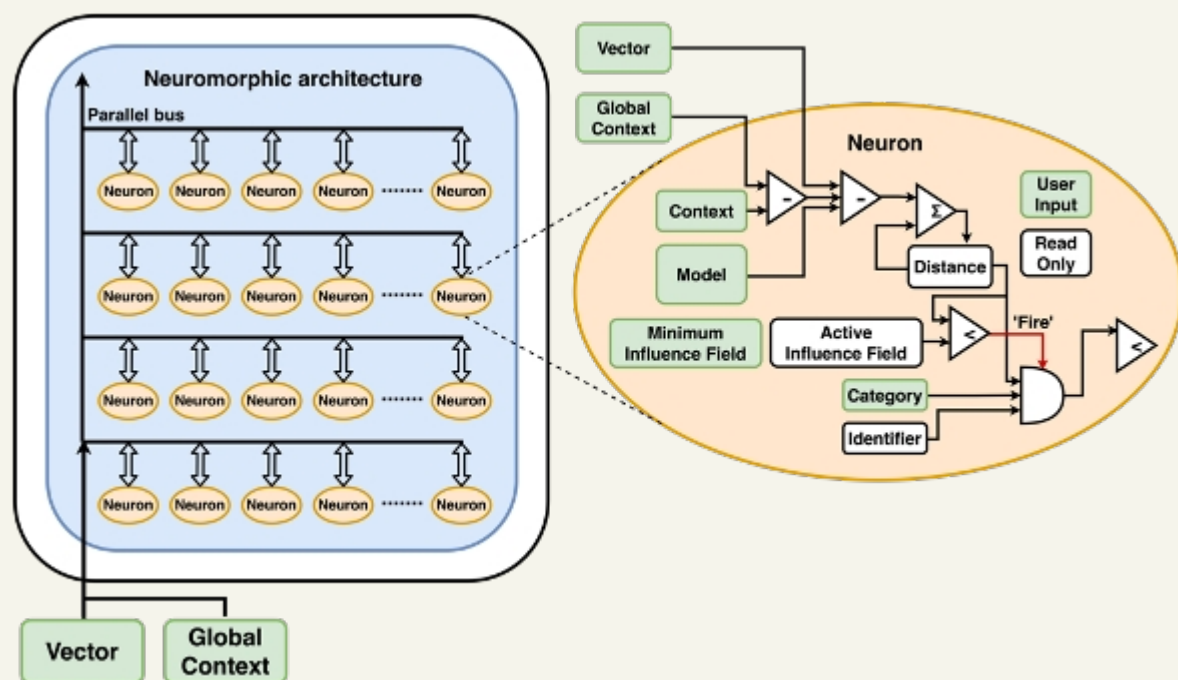 Neuromorphic architecture
Parallel bus
Neuron Neuron Neuron Neuron ........ Neuron
Neuron Neuron Neuron Neuron ........ Neuron
Neuron Neuron Neuron Neuron ........ Neuron
Neuron Neuron Neuron Neuron ........ Neuron
Vector
Global
Context
Vector
Global
Context
Neuron
Context
Model
-
-
Σ
Distance
User
Input
Read
Only
Minimum
Influence Field
Active
Influence Field
<
'Fire'
<
Category
Identifier